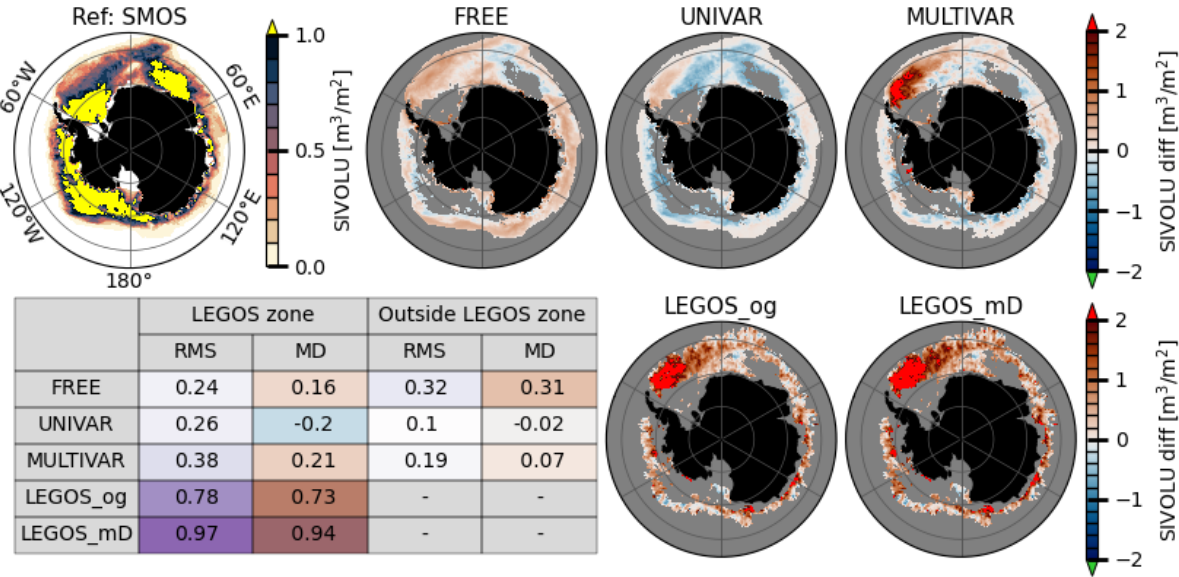 Ref: SMOS
FREE
UNIVAR
MULTIVAR
60°W
60°E
120°W
120°E
180°
1.0
0.5
0.0
SIVOLU [m³/m²]
2
1
0
−1
−2
SIVOLU diff [m³/m²]
LEGOS zone Outside LEGOS zone
RMS MD RMS MD
FREE 0.24 0.16 0.32 0.31
UNIVAR 0.26 -0.2 0.1 -0.02
MULTIVAR 0.38 0.21 0.19 0.07
LEGOS_og 0.78 0.73 - -
LEGOS_mD 0.97 0.94 - -
LEGOS_og
LEGOS_mD
2
1
0
−1
−2
SIVOLU diff [m³/m²]